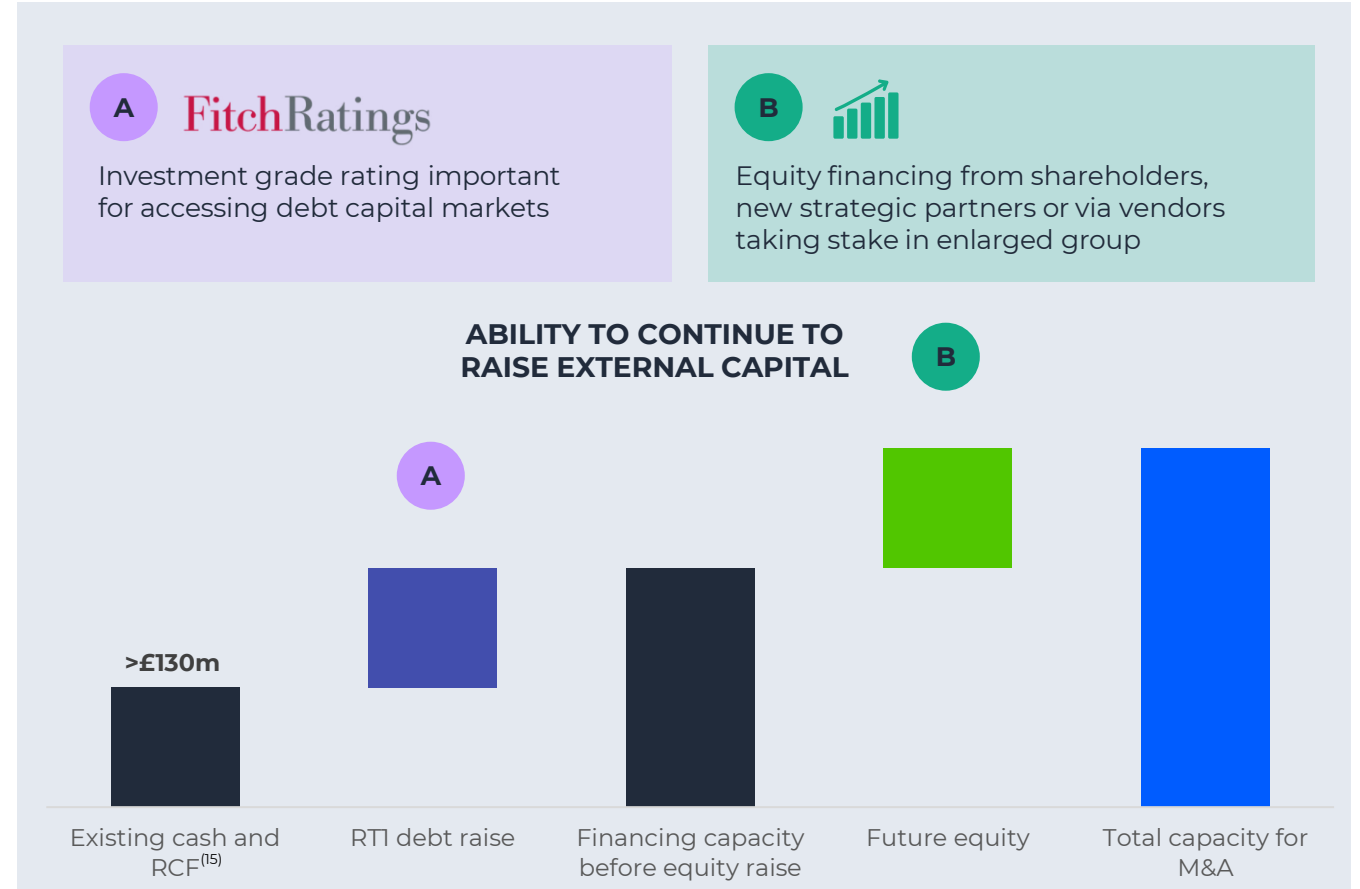 A
FitchRatings
Investment grade rating important
for accessing debt capital markets
B
Equity financing from shareholders,
new strategic partners or via vendors
taking stake in enlarged group
ABILITY TO CONTINUE TO
RAISE EXTERNAL CAPITAL
B
A
>£130m
Existing cash and
RCF(15)
RT1 debt raise
Financing capacity
before equity raise
Future equity
Total capacity for
M&A